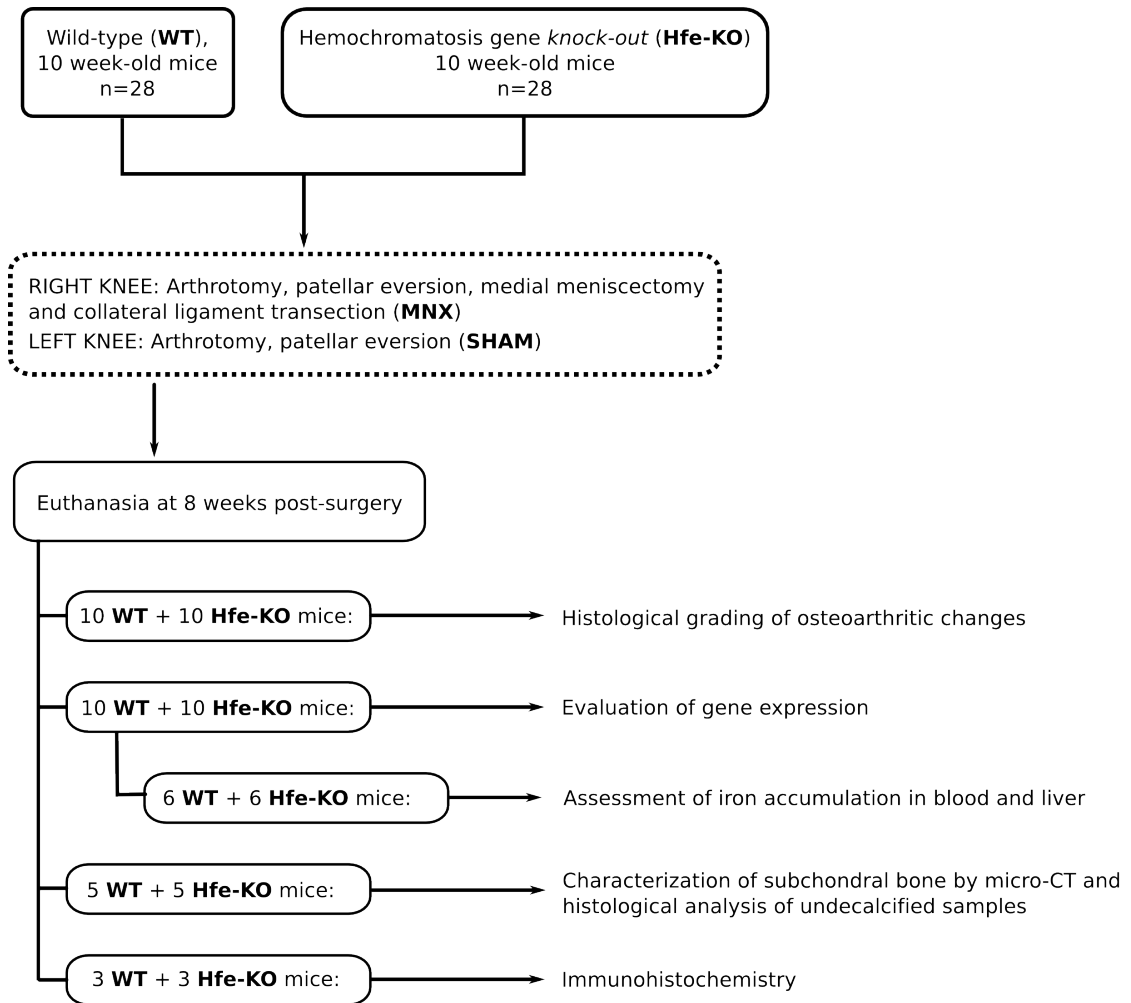 Wild-type (WT),
10 week-old mice
n=28
Hemochromatosis gene knock-out (Hfe-KO)
10 week-old mice
n=28
RIGHT KNEE: Arthrotomy, patellar eversion, medial meniscectomy
and collateral ligament transection (MNX)
LEFT KNEE: Arthrotomy, patellar eversion (SHAM)
Euthanasia at 8 weeks post-surgery
10 WT + 10 Hfe-KO mice:
Histological grading of osteoarthritic changes
10 WT + 10 Hfe-KO mice:
Evaluation of gene expression
6 WT + 6 Hfe-KO mice:
Assessment of iron accumulation in blood and liver
5 WT + 5 Hfe-KO mice:
Characterization of subchondral bone by micro-CT and
histological analysis of undecalcified samples
3 WT + 3 Hfe-KO mice:
Immunohistochemistry